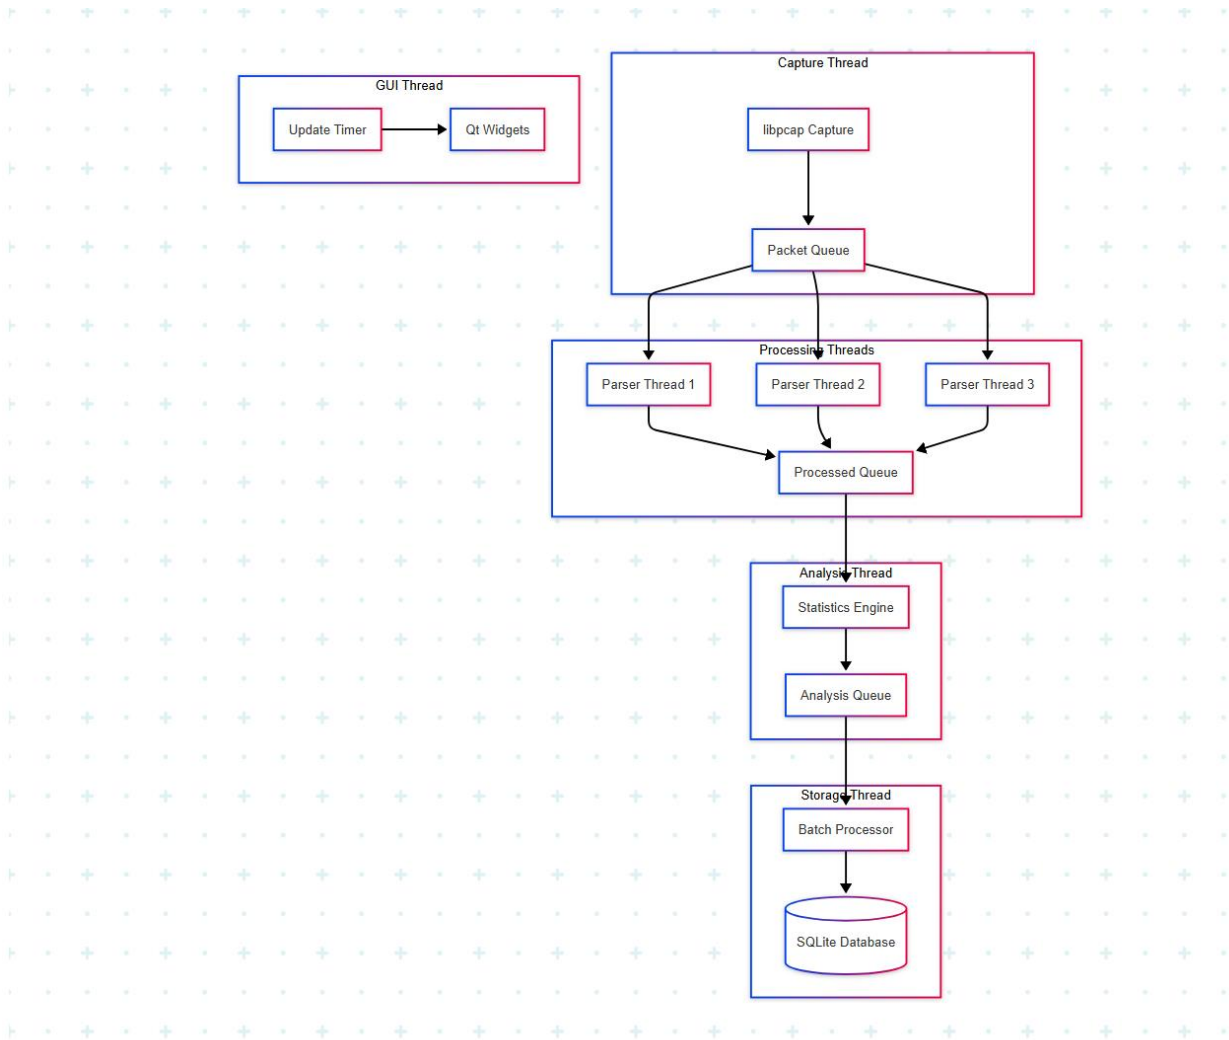 GUI Thread
Update Timer
Qt Widgets
Capture Thread
libpcap Capture
Packet Queue
Processing Threads
Parser Thread 1
Parser Thread 2
Parser Thread 3
Processed Queue
Analysis Thread
Statistics Engine
Analysis Queue
Storage Thread
Batch Processor
SQLite Database